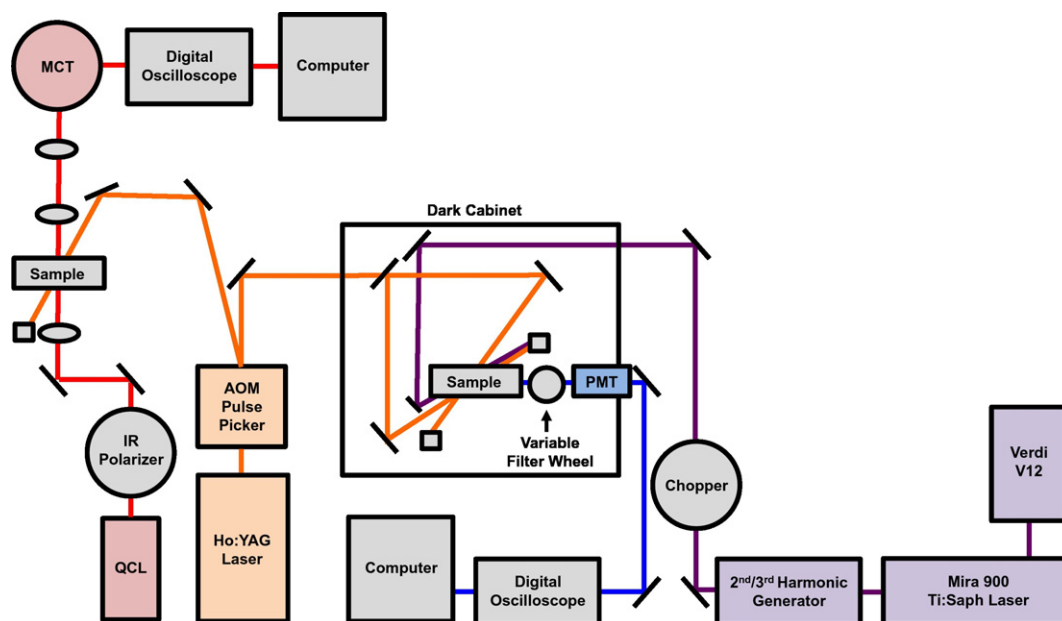 MCT
Digital
Oscilloscope
Computer
Dark Cabinet
Sample
Sample
PMT
AOM
Pulse
Picker
Variable
Filter Wheel
IR
Polarizer
Chopper
Verdi
V12
QCL
Ho:YAG
Laser
Computer
Digital
Oscilloscope
2nd/3rd Harmonic
Generator
Mira 900
Ti:Saph Laser